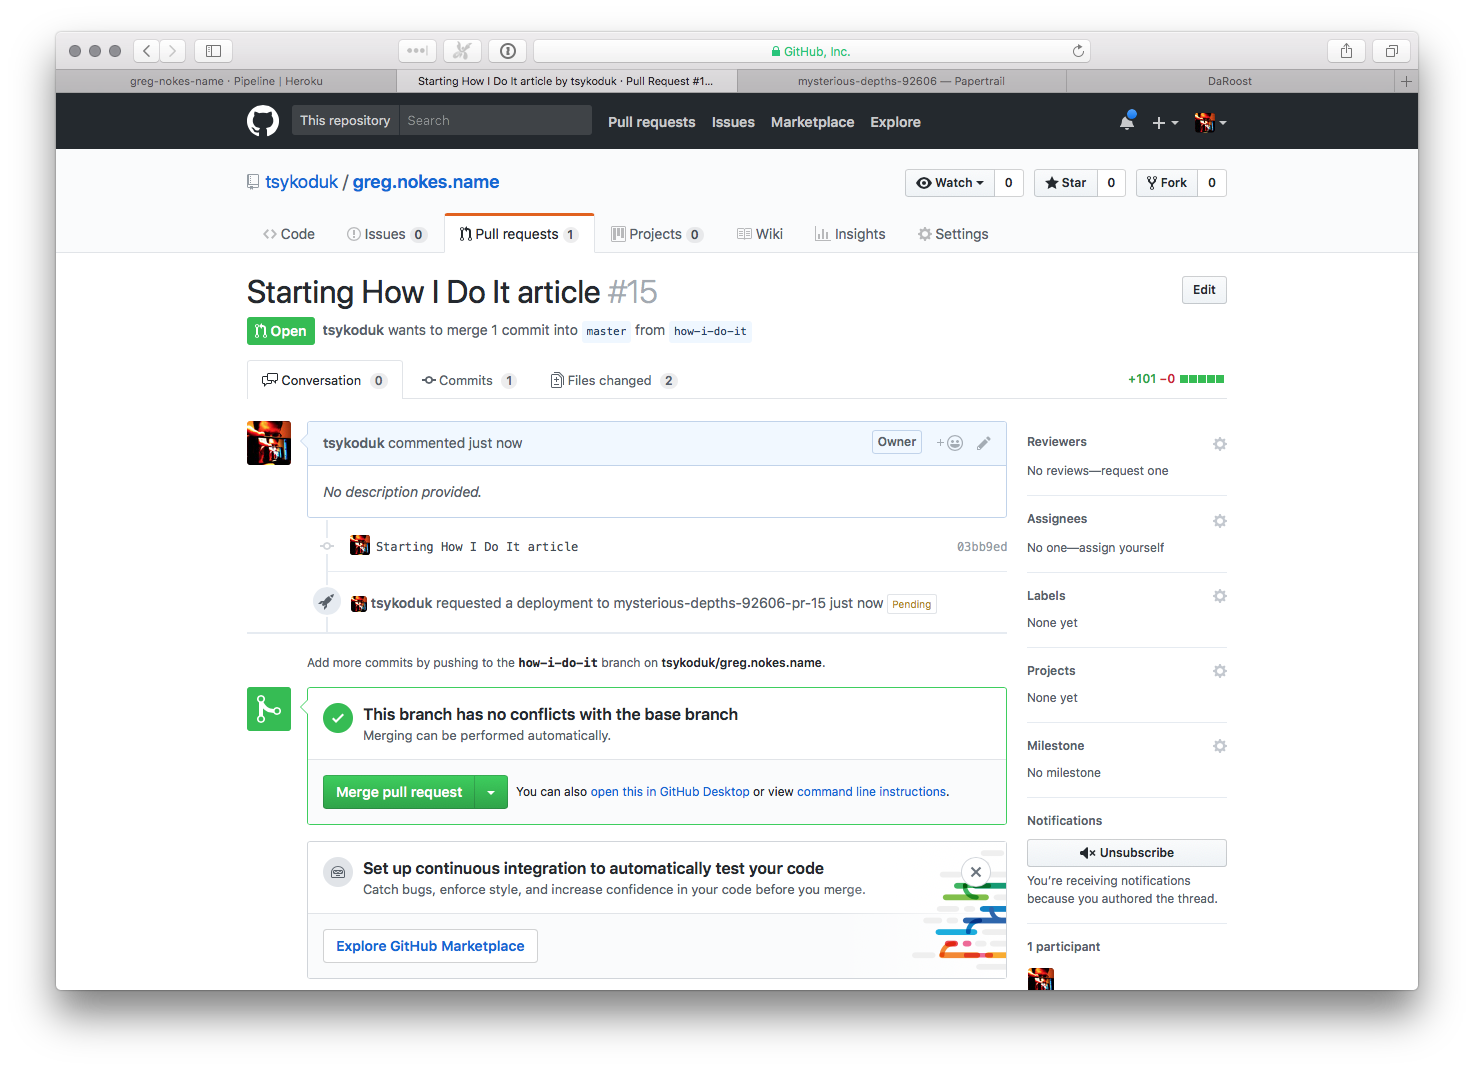 GitHub, Inc.
greg-nokes-name · Pipeline | Heroku
Starting How I Do It article by tsykoduk · Pull Request #1...
mysterious-depths-92606 — Papertrail
DaRoost
This repository Search Pull requests Issues Marketplace Explore
tsykoduk / greg.nokes.name
Watch 0 Star 0 Fork 0
Code Issues 0 Pull requests 1 Projects 0 Wiki Insights Settings
Starting How I Do It article #15
Edit
Open tsykoduk wants to merge 1 commit into master from how-i-do-it
Conversation 0 Commits 1 Files changed 2
+101 −0
tsykoduk commented just now
Owner
No description provided.
Starting How I Do It article 03bb9ed
tsykoduk requested a deployment to mysterious-depths-92606-pr-15 just now Pending
Add more commits by pushing to the how-i-do-it branch on tsykoduk/greg.nokes.name.
This branch has no conflicts with the base branch
Merging can be performed automatically.
Merge pull request You can also open this in GitHub Desktop or view command line instructions.
Set up continuous integration to automatically test your code
Catch bugs, enforce style, and increase confidence in your code before you merge.
Explore GitHub Marketplace
Reviewers
No reviews—request one
Assignees
No one—assign yourself
Labels
None yet
Projects
None yet
Milestone
No milestone
Notifications
Unsubscribe
You're receiving notifications
because you authored the thread.
1 participant